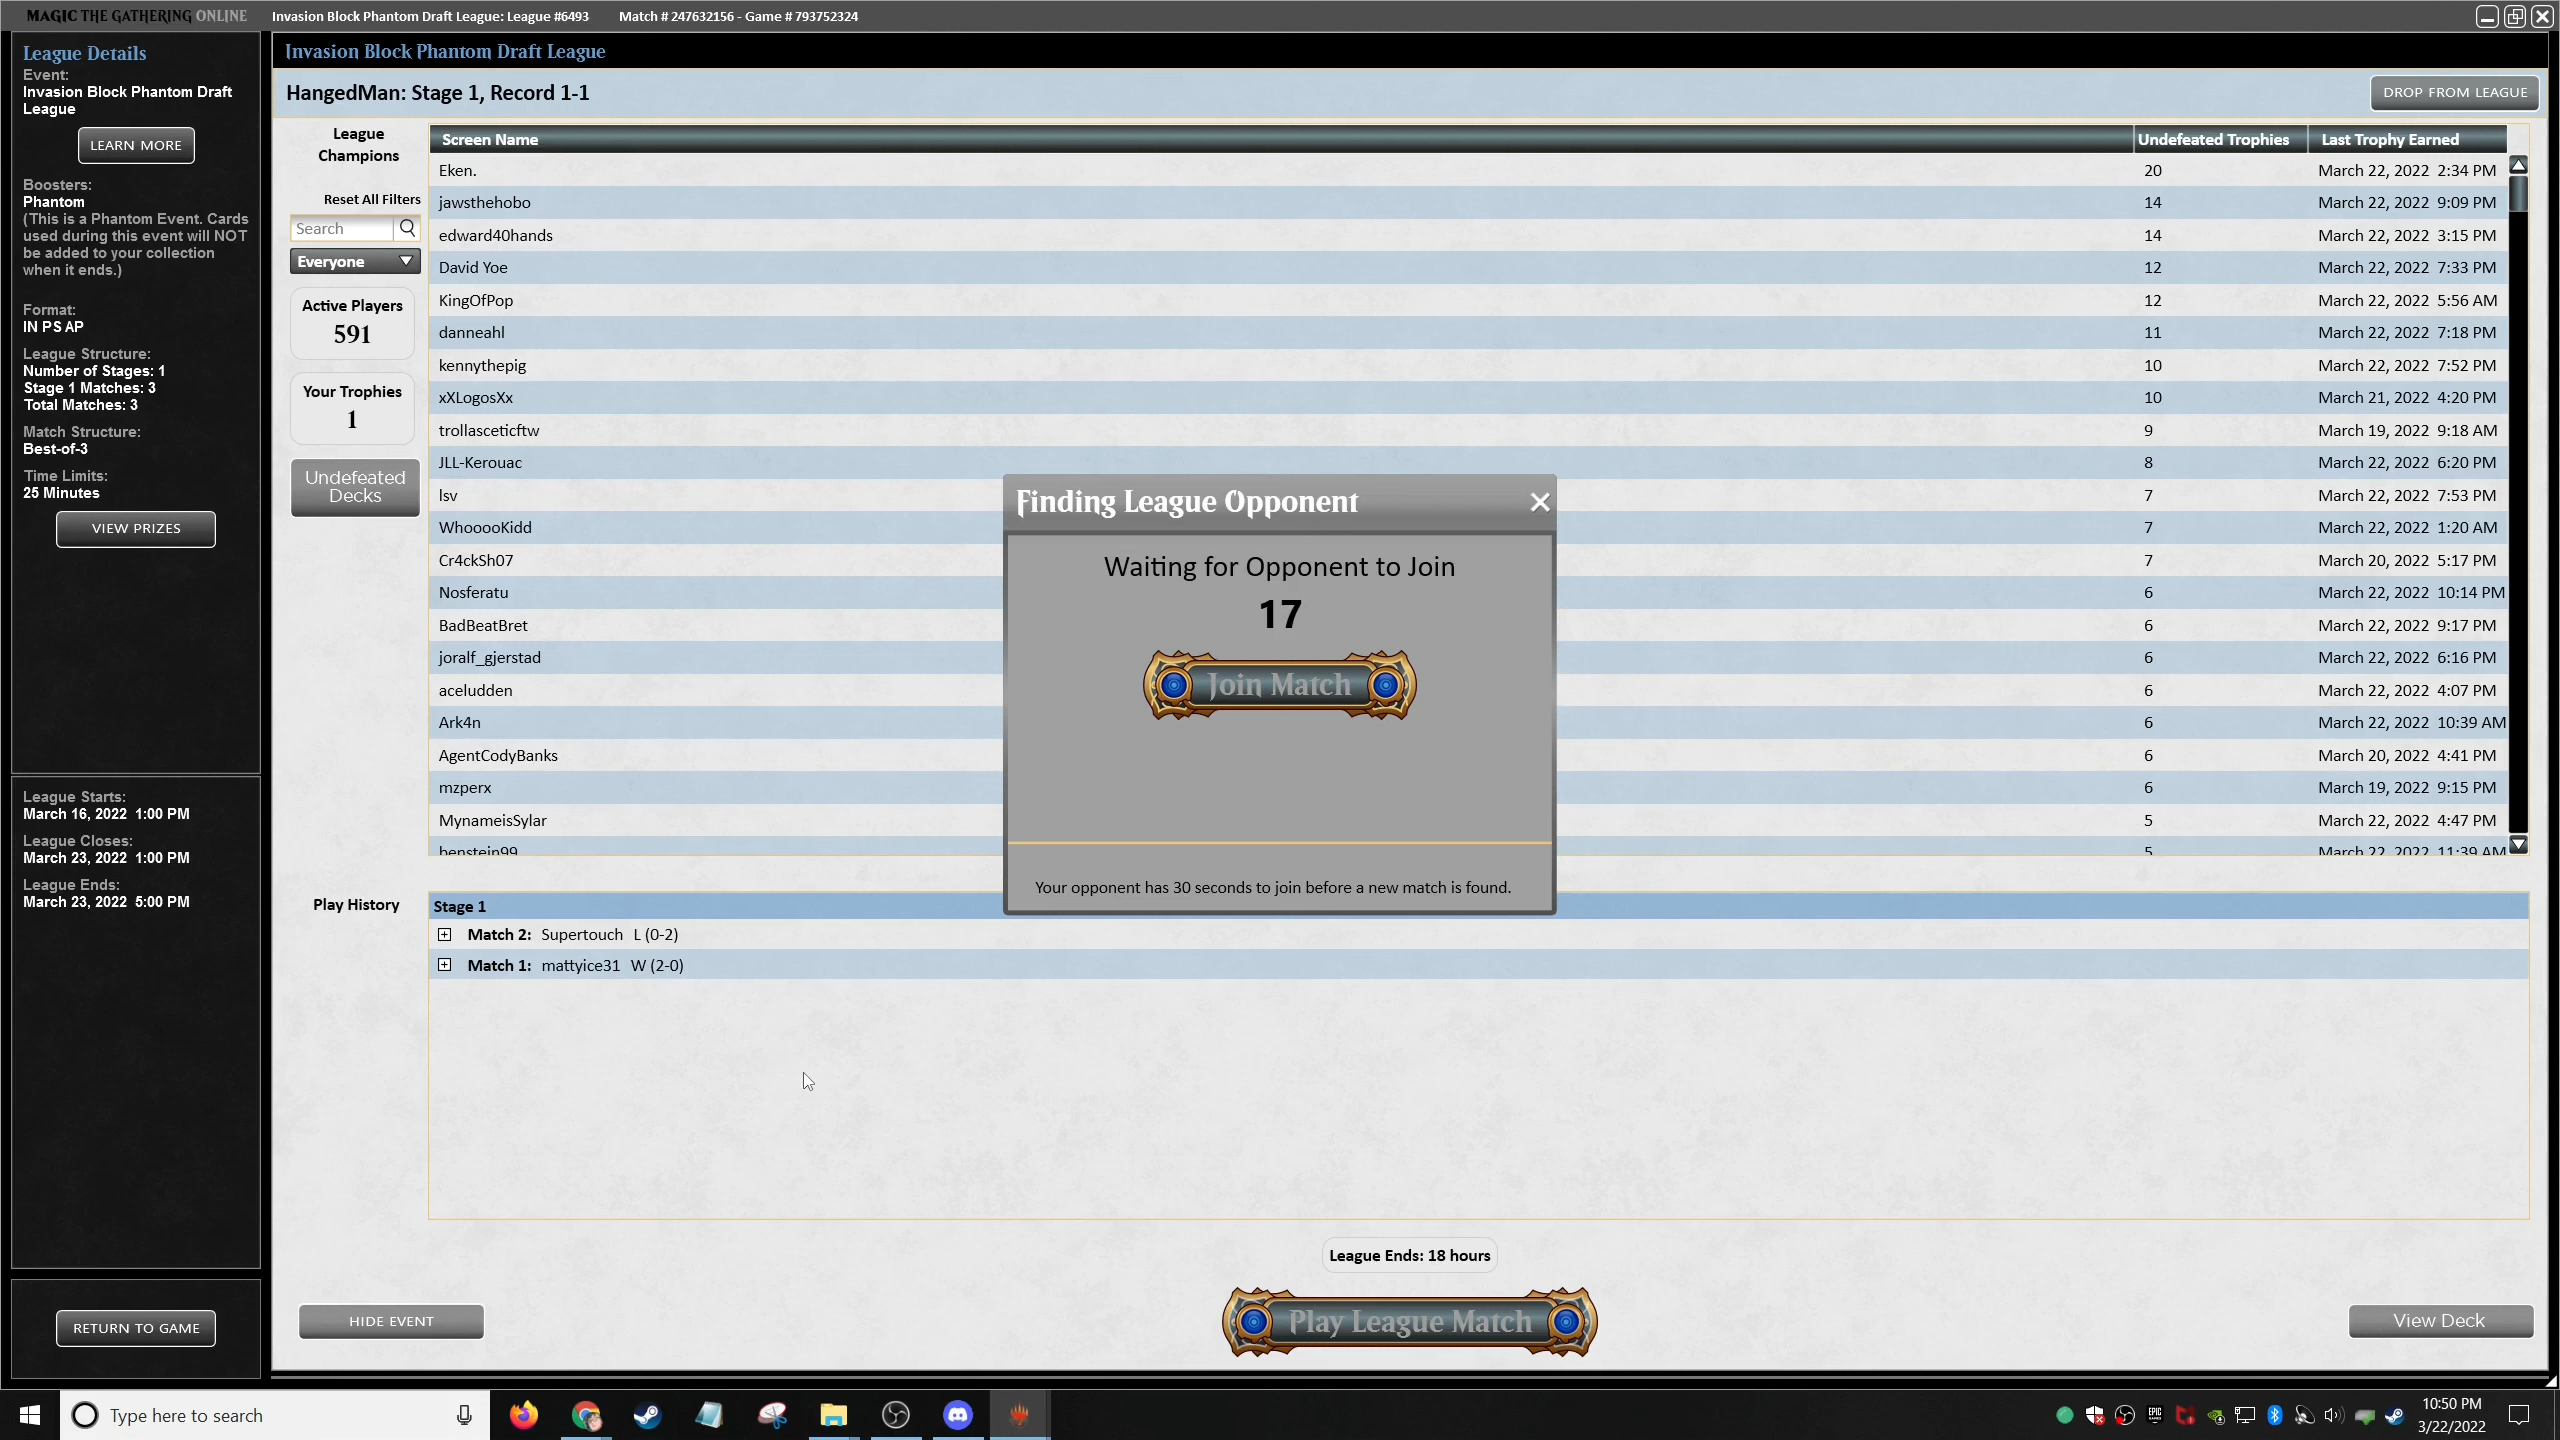 MAGIC THE GATHERING ONLINE
Invasion Block Phantom Draft League: League #6493 Match # 247632156 - Game # 793752324
League Details
Event:
Invasion Block Phantom Draft
League
LEARN MORE
Boosters:
Phantom
(This is a Phantom Event. Cards
used during this event will NOT
be added to your collection
when it ends.)
Format:
IN PS AP
League Structure:
Number of Stages: 1
Stage 1 Matches: 3
Total Matches: 3
Match Structure:
Best-of-3
Time Limits:
25 Minutes
VIEW PRIZES
League Starts:
March 16, 2022 1:00 PM
League Closes:
March 23, 2022 1:00 PM
League Ends:
March 23, 2022 5:00 PM
RETURN TO GAME
Invasion Block Phantom Draft League
HangedMan: Stage 1, Record 1-1
DROP FROM LEAGUE
League
Champions
Reset All Filters
Search
Everyone
Active Players
591
Your Trophies
1
Undefeated
Decks
Screen Name Undefeated Trophies Last Trophy Earned
Eken. 20 March 22, 2022 2:34 PM
jawsthehobo 14 March 22, 2022 9:09 PM
edward40hands 14 March 22, 2022 3:15 PM
David Yoe 12 March 22, 2022 7:33 PM
KingOfPop 12 March 22, 2022 5:56 AM
danneahl 11 March 22, 2022 7:18 PM
kennythepig 10 March 22, 2022 7:52 PM
xXLogosXx 10 March 21, 2022 4:20 PM
trollasceticftw 9 March 19, 2022 9:18 AM
JLL-Kerouac 8 March 22, 2022 6:20 PM
lsv 7 March 22, 2022 7:53 PM
WhooooKidd 7 March 22, 2022 1:20 AM
Cr4ckSh07 7 March 20, 2022 5:17 PM
Nosferatu 6 March 22, 2022 10:14 PM
BadBeatBret 6 March 22, 2022 9:17 PM
joralf_gjerstad 6 March 22, 2022 6:16 PM
aceludden 6 March 22, 2022 4:07 PM
Ark4n 6 March 22, 2022 10:39 AM
AgentCodyBanks 6 March 20, 2022 4:41 PM
mzperx 6 March 19, 2022 9:15 PM
MynameisSylar 5 March 22, 2022 4:47 PM
benstein99 5 March 22, 2022 11:39 AM
Finding League Opponent
Waiting for Opponent to Join
17
Join Match
Your opponent has 30 seconds to join before a new match is found.
Play History
Stage 1
Match 2: Supertouch L (0-2)
Match 1: mattyice31 W (2-0)
League Ends: 18 hours
HIDE EVENT
Play League Match
View Deck
Type here to search
EPIC
10:50 PM
3/22/2022